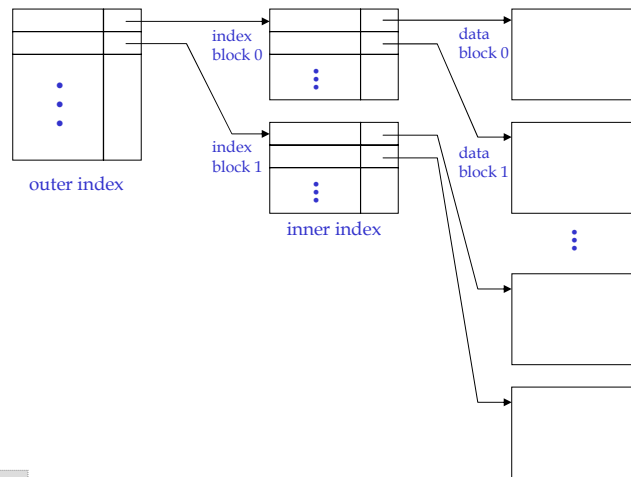 index
block 0
data
block 0
index
block 1
data
block 1
outer index
inner index